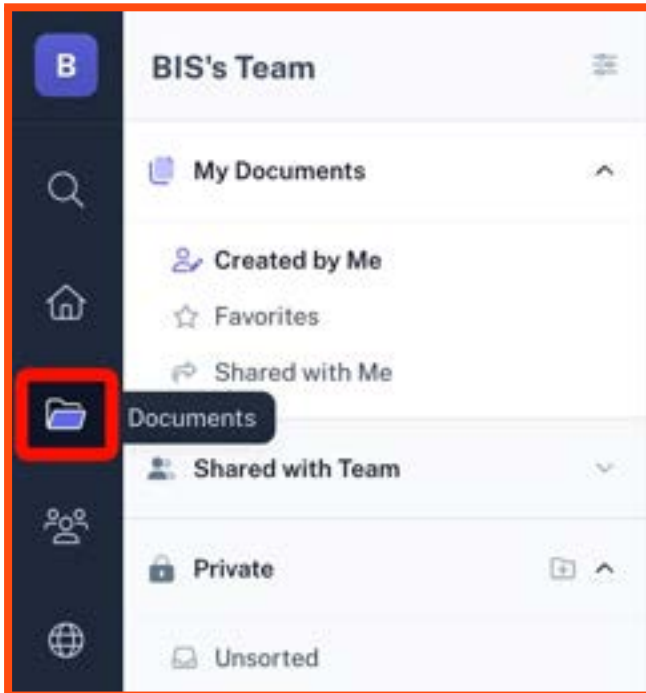 B
BIS's Team
My Documents
Created by Me
Favorites
Shared with Me
Documents
Shared with Team
Private
Unsorted